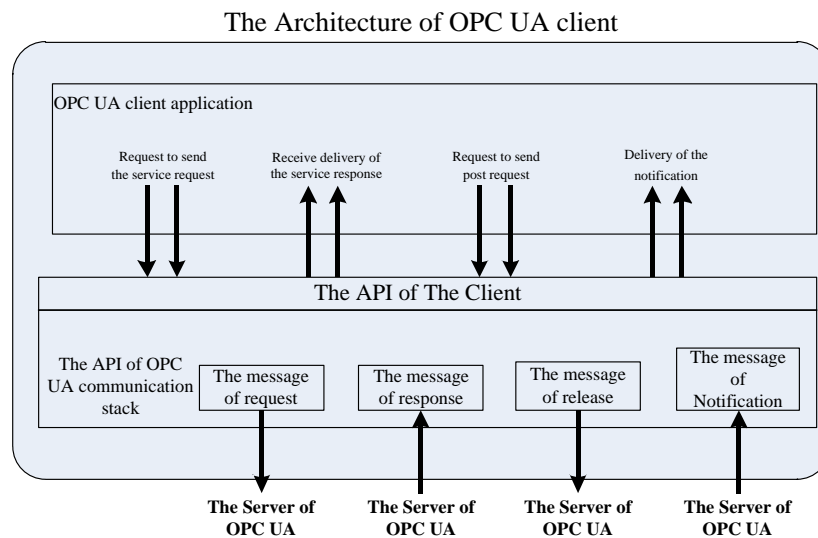 The Architecture of OPC UA client
OPC UA client application
Request to send
the service request
Receive delivery of
the service response
Request to send
post request
Delivery of the
notification
The API of The Client
The API of OPC
UA communication
stack
The message
of request
The message
of response
The message
of release
The message
of
Notification
The Server of
OPC UA
The Server of
OPC UA
The Server of
OPC UA
The Server of
OPC UA